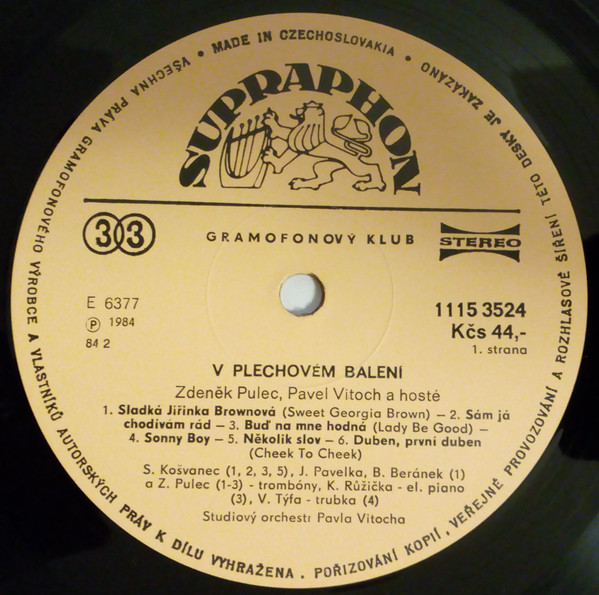 VŠECHNA PRÁVA GRAMOFONOVÉHO VÝROBCE A VLASTNÍKŮ AUTORSKÝCH PRÁV K DÍLU VYHRAŽENA. POŘIZOVÁNÍ KOPIÍ, VEŘEJNÉ PROVOZOVÁNÍ A ROZHLASOVÉ ŠÍŘENÍ TÉTO DESKY JE ZAKÁZÁNO • MADE IN CZECHOSLOVAKIA •
SUPRAPHON
33
GRAMOFONOVÝ KLUB
STEREO
E 6377
Ⓟ 1984
84 2
1115 3524
Kčs 44,-
1. strana
V PLECHOVÉM BALENÍ
Zdeněk Pulec, Pavel Vitoch a hosté
1. Sladká Jiřinka Brownová (Sweet Georgia Brown) – 2. Sám já
chodívám rád – 3. Buď na mne hodná (Lady Be Good) –
4. Sonny Boy – 5. Několik slov – 6. Duben, první duben
(Cheek To Cheek)
S. Košvanec (1, 2, 3, 5), J. Pavelka, B. Beránek (1)
a Z. Pulec (1-3) - trombóny, K. Růžička - el. piano
(3), V. Týfa - trubka (4)
Studiový orchestr Pavla Vitocha